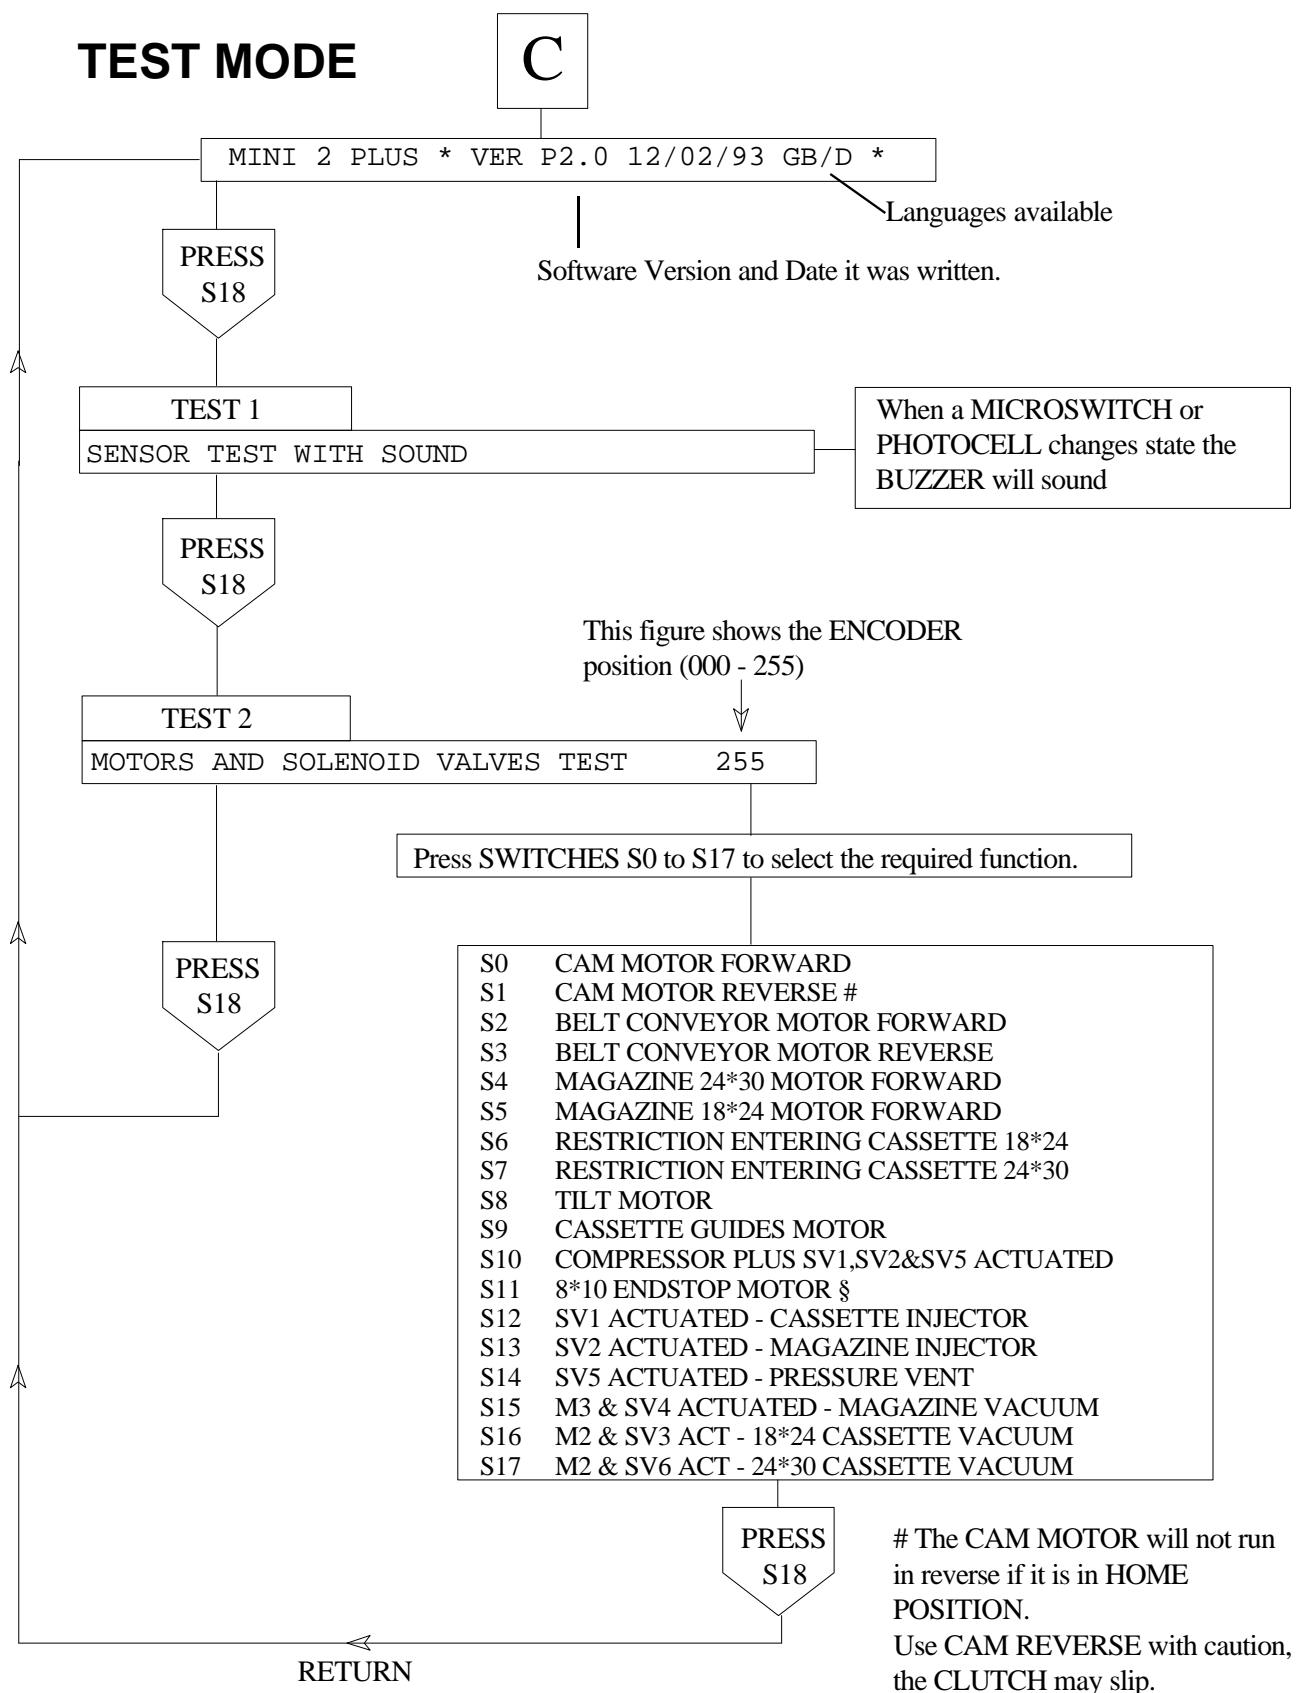 TEST MODE
C
MINI 2 PLUS * VER P2.0 12/02/93 GB/D *
Languages available
Software Version and Date it was written.
PRESS
S18
TEST 1
SENSOR TEST WITH SOUND
When a MICROSWITCH or
PHOTOCELL changes state the
BUZZER will sound
PRESS
S18
This figure shows the ENCODER
position (000 - 255)
TEST 2
MOTORS AND SOLENOID VALVES TEST 255
Press SWITCHES S0 to S17 to select the required function.
PRESS
S18
S0 CAM MOTOR FORWARD
S1 CAM MOTOR REVERSE #
S2 BELT CONVEYOR MOTOR FORWARD
S3 BELT CONVEYOR MOTOR REVERSE
S4 MAGAZINE 24*30 MOTOR FORWARD
S5 MAGAZINE 18*24 MOTOR FORWARD
S6 RESTRICTION ENTERING CASSETTE 18*24
S7 RESTRICTION ENTERING CASSETTE 24*30
S8 TILT MOTOR
S9 CASSETTE GUIDES MOTOR
S10 COMPRESSOR PLUS SV1,SV2&SV5 ACTUATED
S11 8*10 ENDSTOP MOTOR §
S12 SV1 ACTUATED - CASSETTE INJECTOR
S13 SV2 ACTUATED - MAGAZINE INJECTOR
S14 SV5 ACTUATED - PRESSURE VENT
S15 M3 & SV4 ACTUATED - MAGAZINE VACUUM
S16 M2 & SV3 ACT - 18*24 CASSETTE VACUUM
S17 M2 & SV6 ACT - 24*30 CASSETTE VACUUM
PRESS
S18
# The CAM MOTOR will not run
in reverse if it is in HOME
POSITION.
Use CAM REVERSE with caution,
the CLUTCH may slip.
RETURN